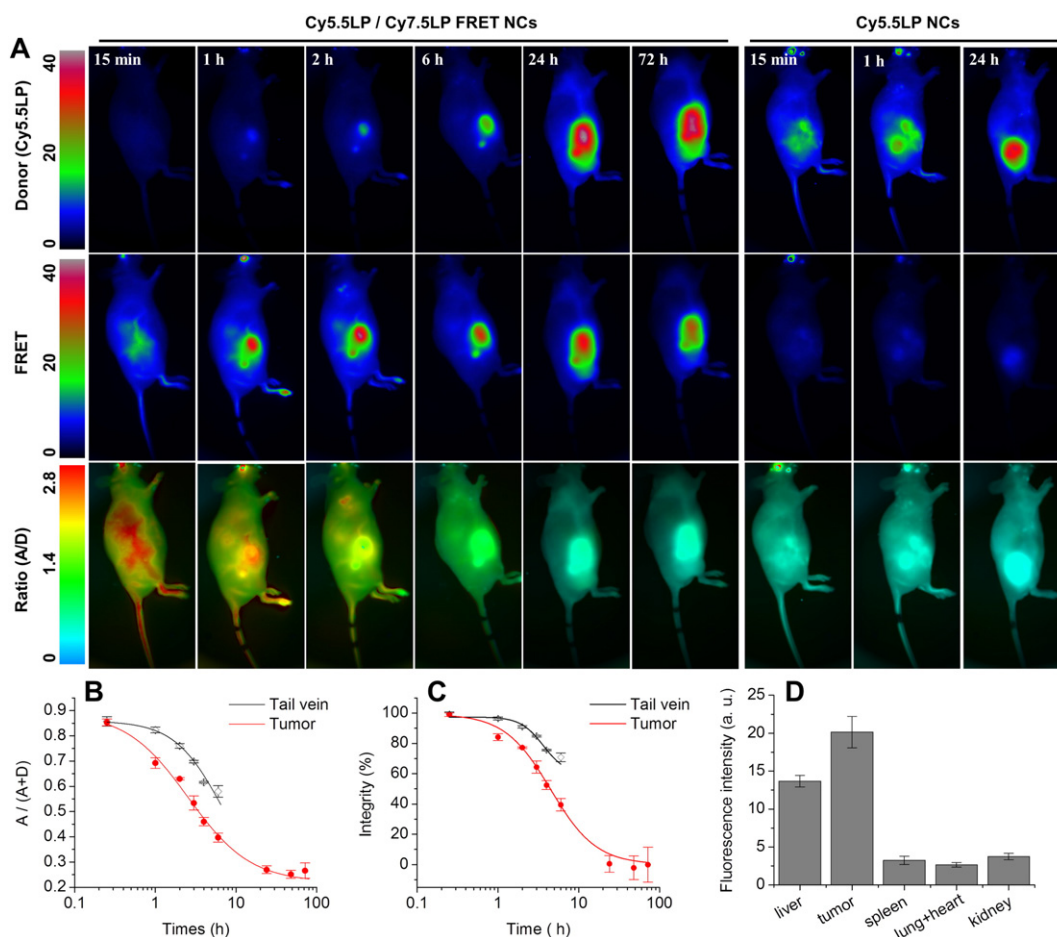 Cy5.5LP / Cy7.5LP FRET NCs
Cy5.5LP NCs
A
15 min
1 h
2 h
6 h
24 h
72 h
15 min
1 h
24 h
Donor (Cy5.5LP)
40
20
0
FRET
40
20
0
Ratio (A/D)
2.8
1.4
0
B
Tail vein
Tumor
A / (A+D)
0.9
0.8
0.7
0.6
0.5
0.4
0.3
0.2
0.1
1
10
100
Times (h)
C
Tail vein
Tumor
Integrity (%)
100
80
60
40
20
0
0.1
1
10
100
Time ( h)
D
Fluorescence intensity (a. u.)
25
20
15
10
5
0
liver
tumor
spleen
lung+heart
kidney